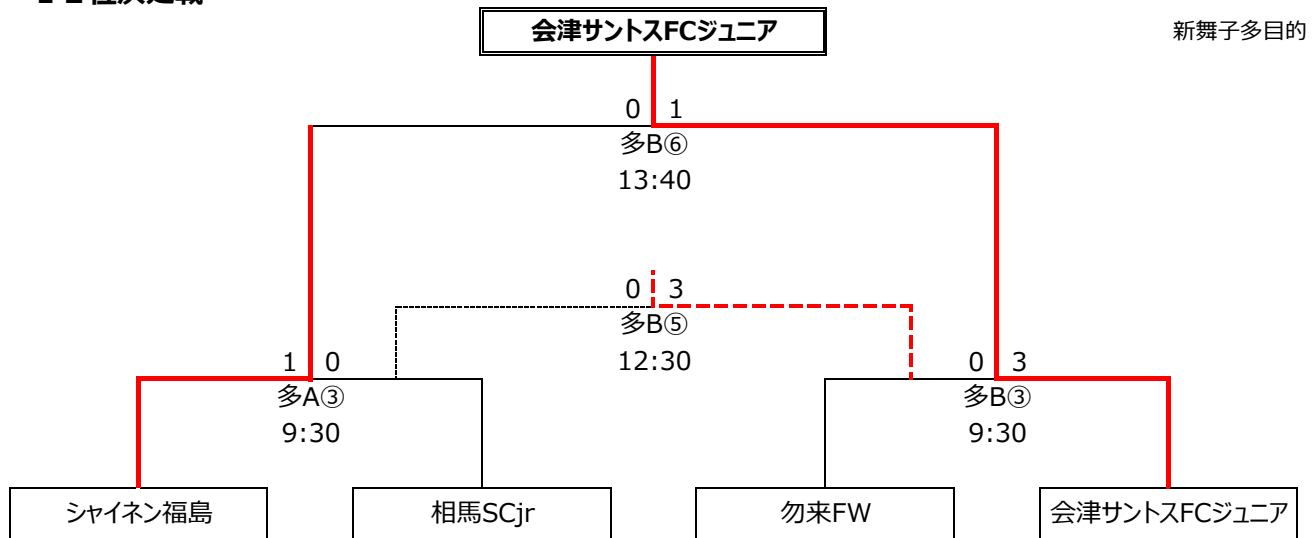 会津サントスFCジュニア
新舞子多目的
0 1
多B⑥
13:40
0 3
多B⑤
12:30
1 0
多A③
9:30
0 3
多B③
9:30
シャイネン福島
相馬SCjr
勿来FW
会津サントスFCジュニア